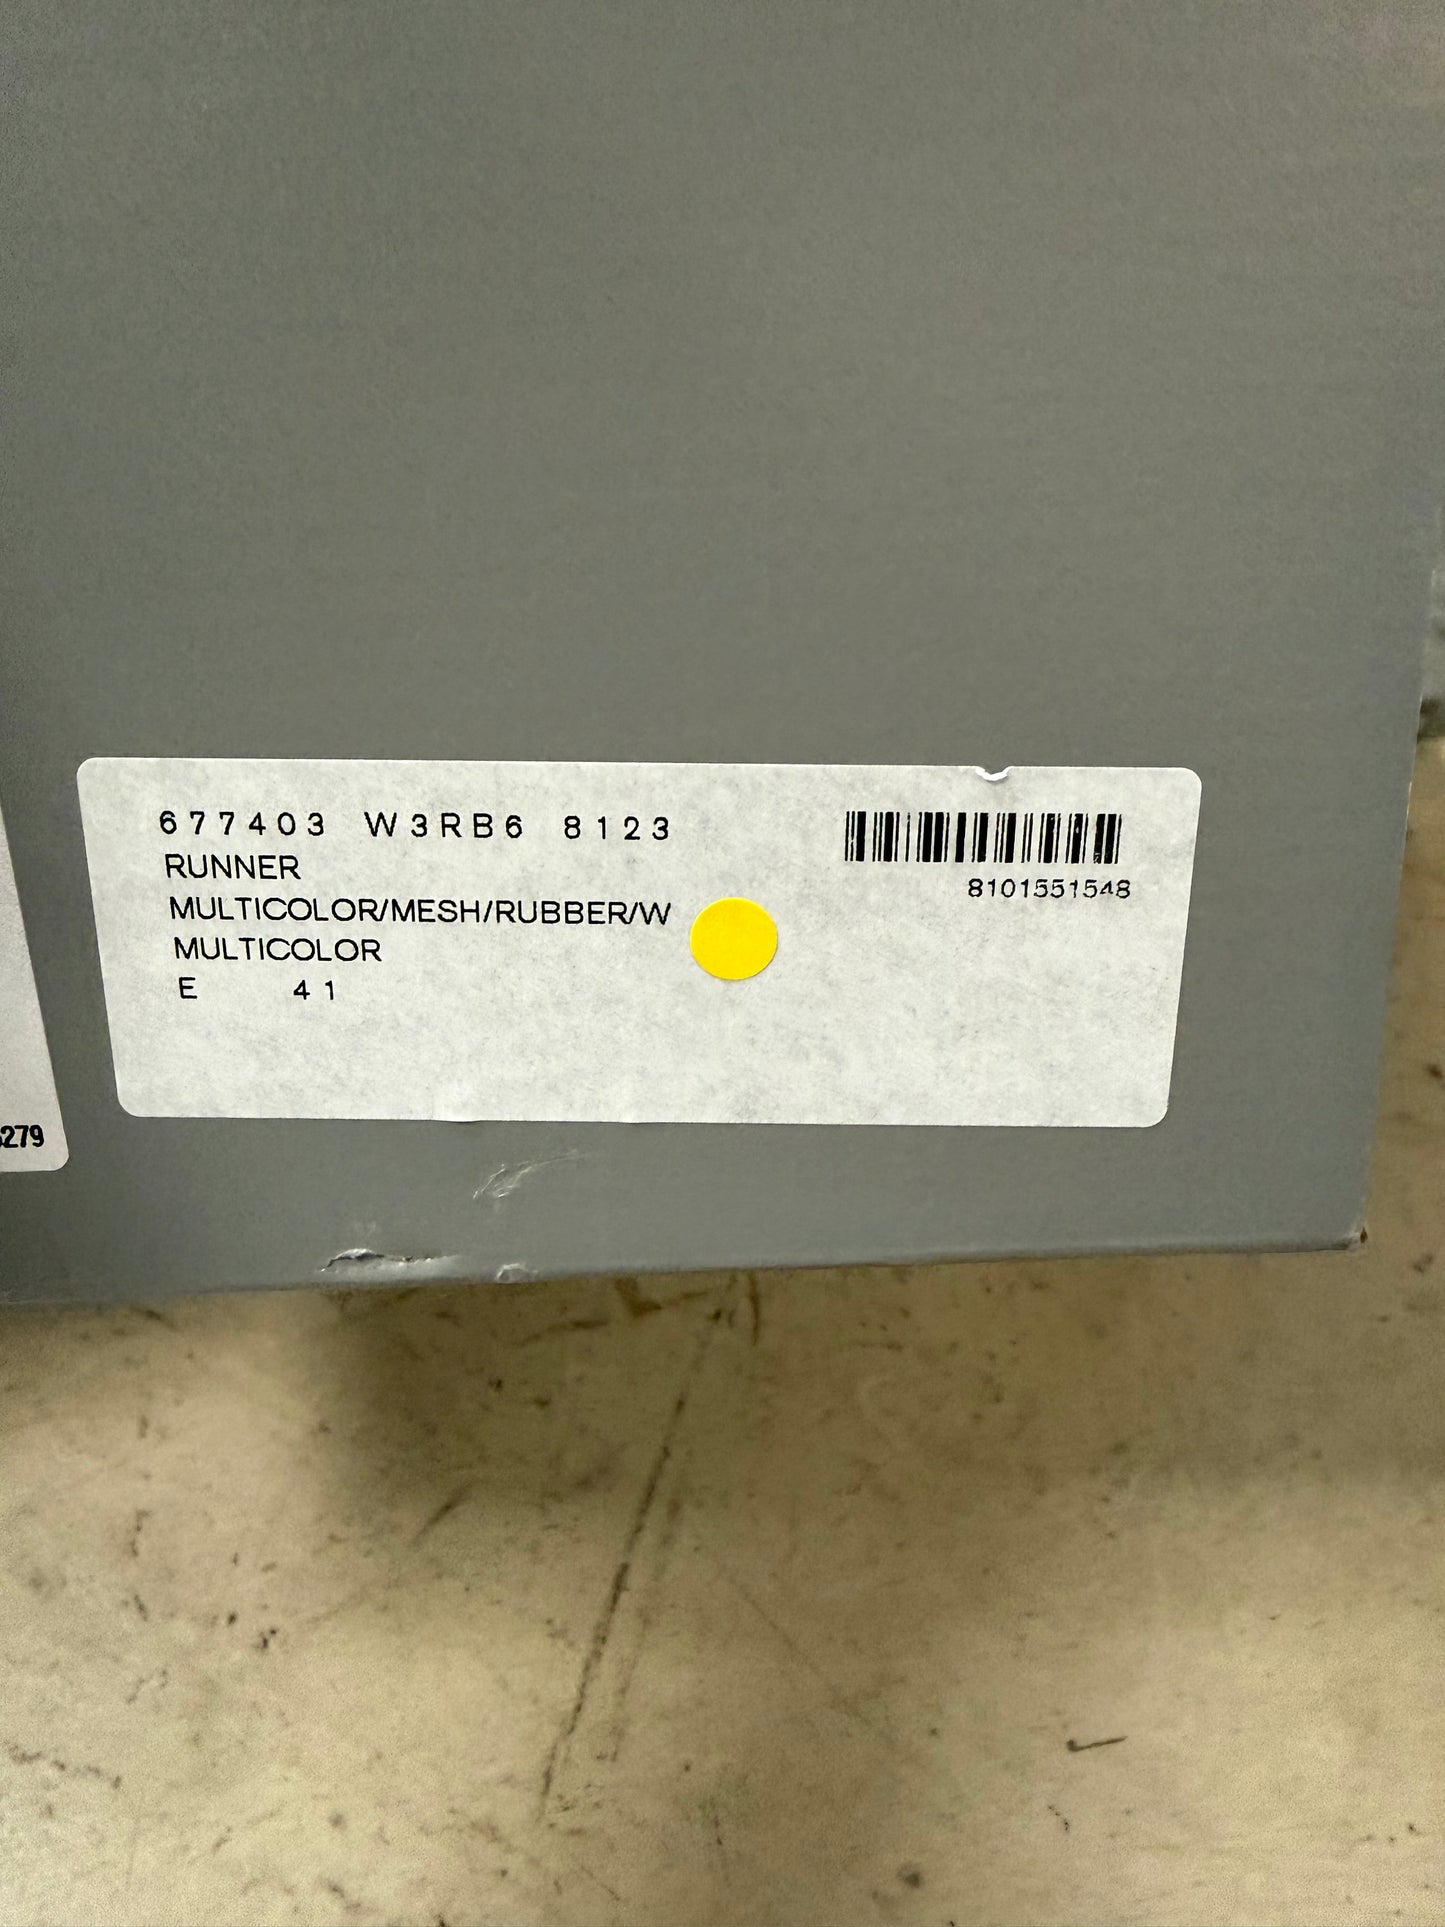 677403 W3RB6 8123
RUNNER
MULTICOLOR/MESH/RUBBER/W
MULTICOLOR
E 41
8101551548
279